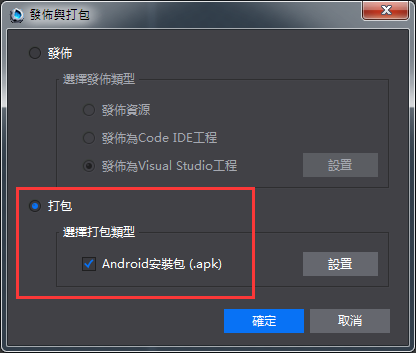 發佈與打包
發佈
選擇發佈類型
發佈資源
發佈為Code IDE工程
發佈為Visual Studio工程
設置
打包
選擇打包類型
Android安裝包 (.apk)
設置
確定
取消